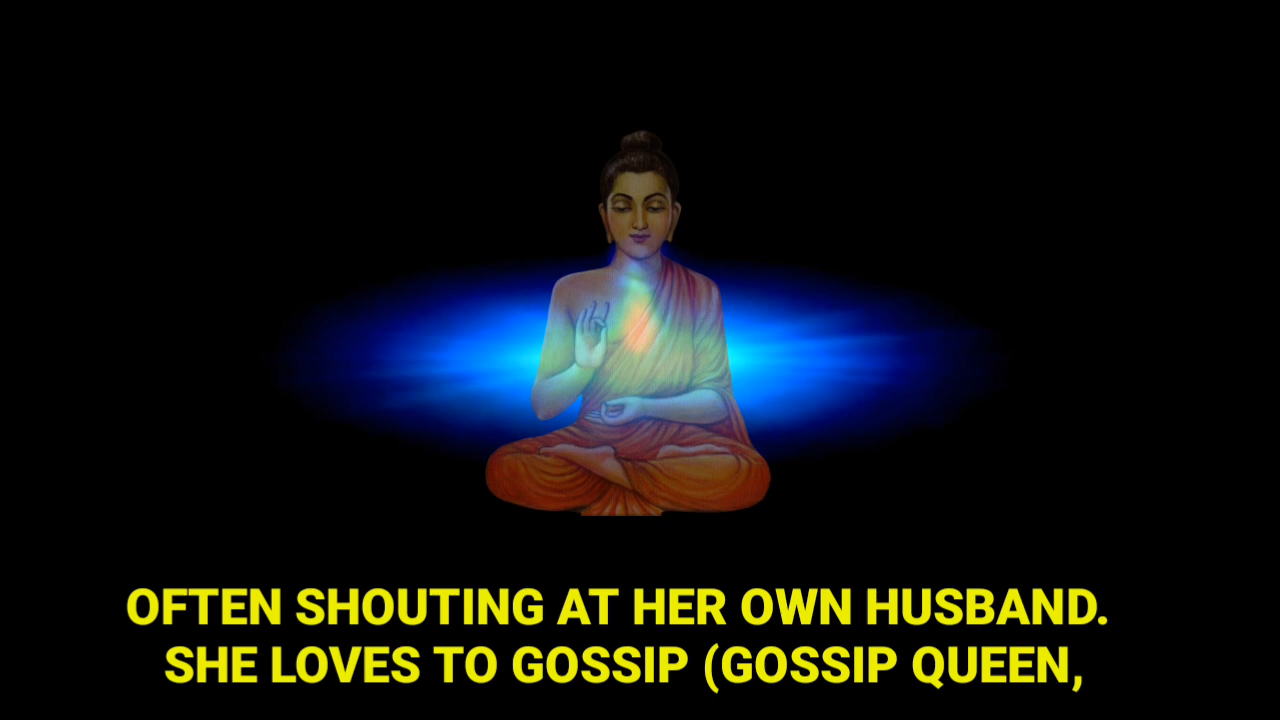 OFTEN SHOUTING AT HER OWN HUSBAND.
SHE LOVES TO GOSSIP (GOSSIP QUEEN,